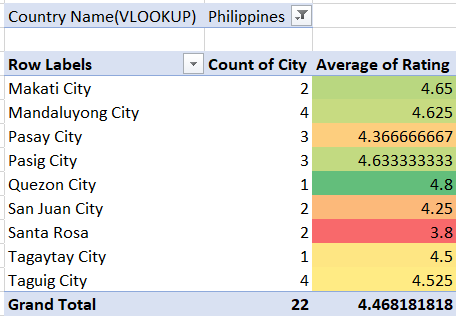 Country Name(VLOOKUP) Philippines
Row Labels Count of City Average of Rating
Makati City 2 4.65
Mandaluyong City 4 4.625
Pasay City 3 4.366666667
Pasig City 3 4.633333333
Quezon City 1 4.8
San Juan City 2 4.25
Santa Rosa 2 3.8
Tagaytay City 1 4.5
Taguig City 4 4.525
Grand Total 22 4.468181818